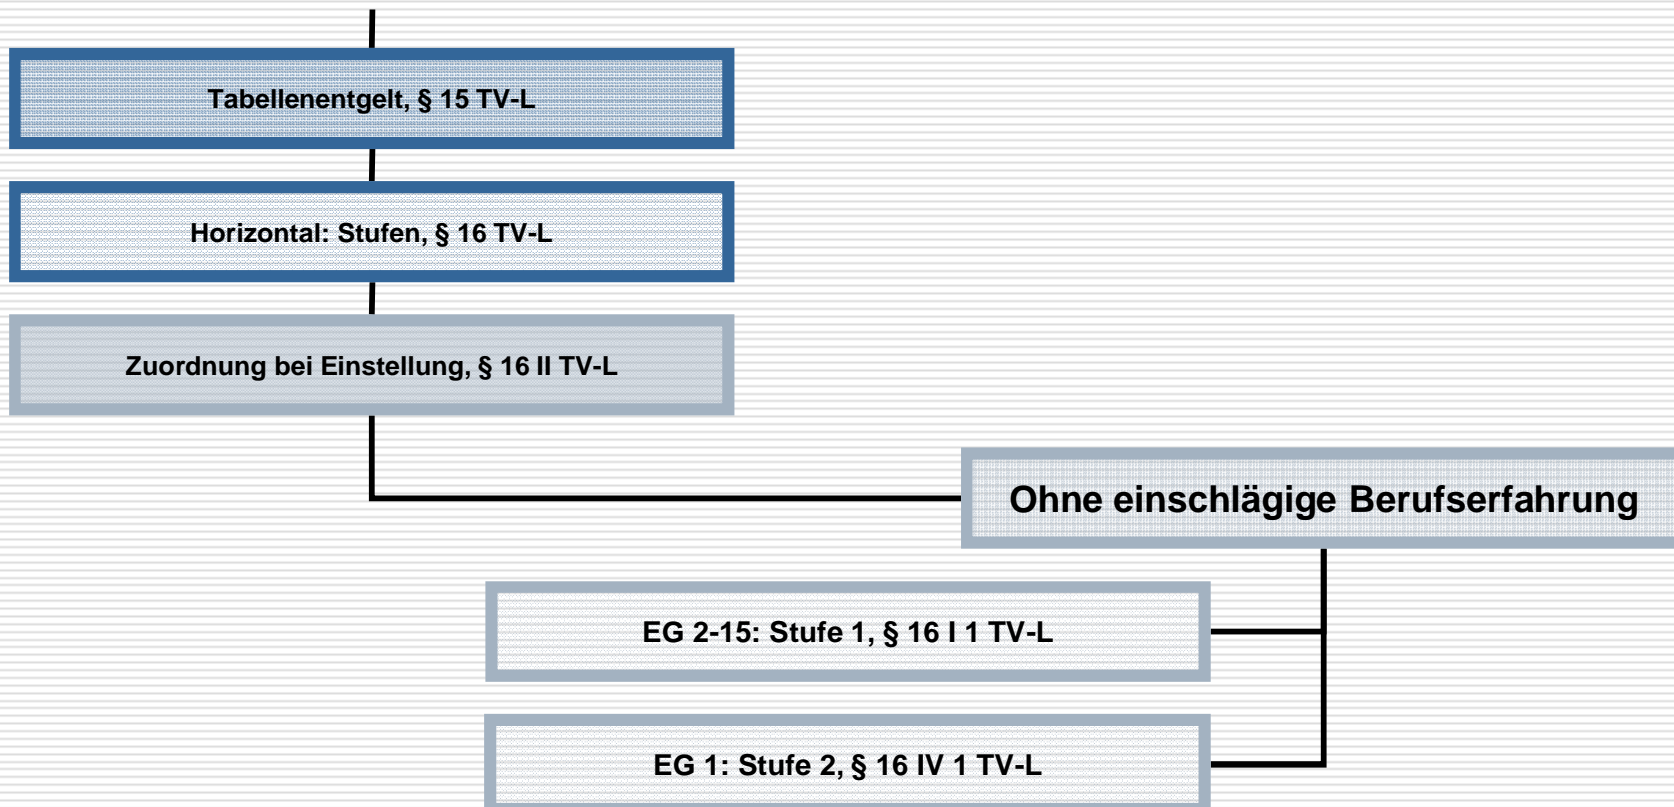 Tabellenentgelt, § 15 TV-L
Horizontal: Stufen, § 16 TV-L
Zuordnung bei Einstellung, § 16 II TV-L
Ohne einschlägige Berufserfahrung
EG 2-15: Stufe 1, § 16 I 1 TV-L
EG 1: Stufe 2, § 16 IV 1 TV-L